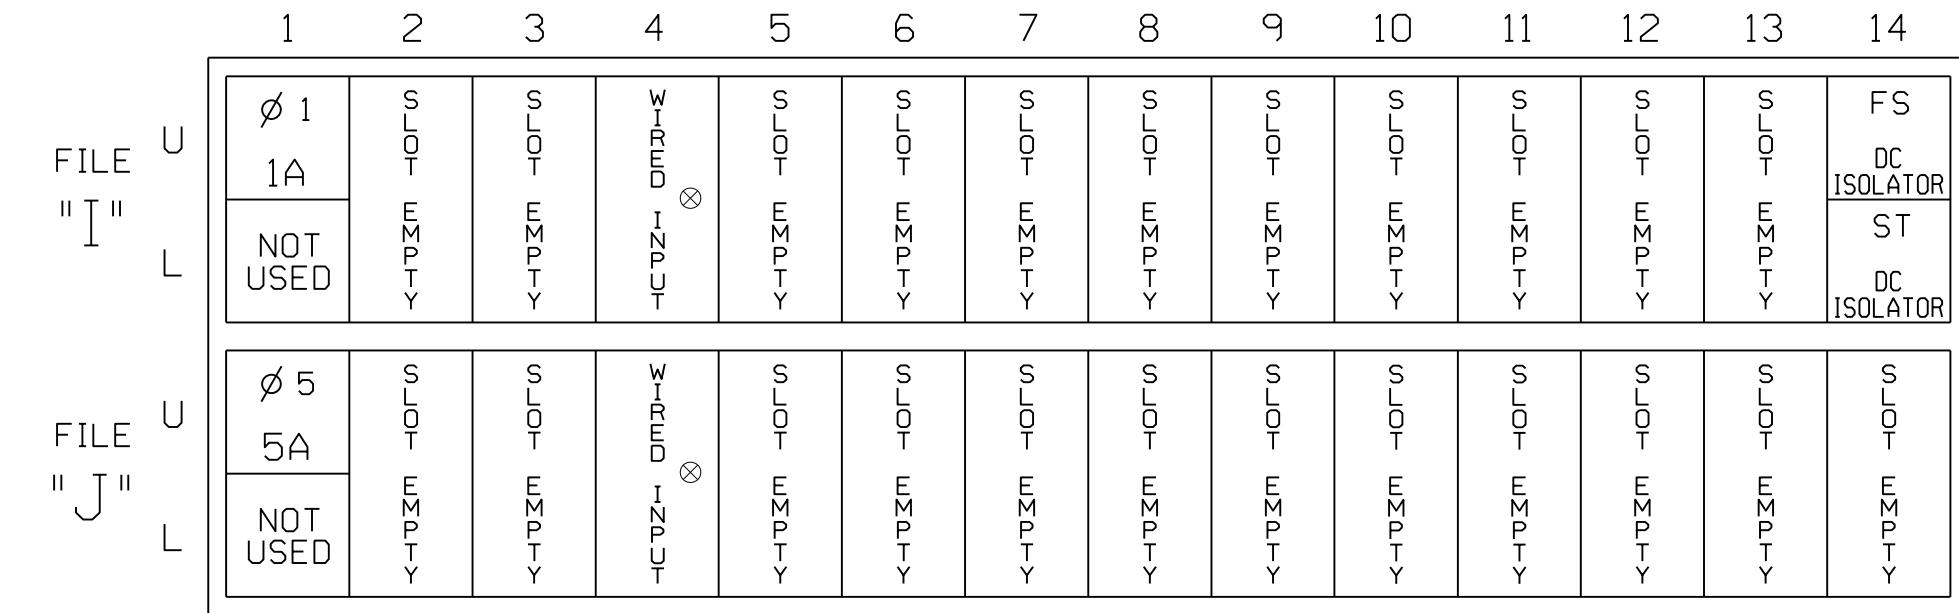 1 2 3 4 5 6 7 8 9 10 11 12 13 14
FILE "I"
U
L
Ø 1
1A
NOT
USED
SLOT EMPTY
SLOT EMPTY
WIRED INPUT
SLOT EMPTY
SLOT EMPTY
SLOT EMPTY
SLOT EMPTY
SLOT EMPTY
SLOT EMPTY
SLOT EMPTY
SLOT EMPTY
SLOT EMPTY
FS
DC
ISOLATOR
ST
DC
ISOLATOR
FILE "J"
U
L
Ø 5
5A
NOT
USED
SLOT EMPTY
SLOT EMPTY
WIRED INPUT
SLOT EMPTY
SLOT EMPTY
SLOT EMPTY
SLOT EMPTY
SLOT EMPTY
SLOT EMPTY
SLOT EMPTY
SLOT EMPTY
SLOT EMPTY
SLOT EMPTY